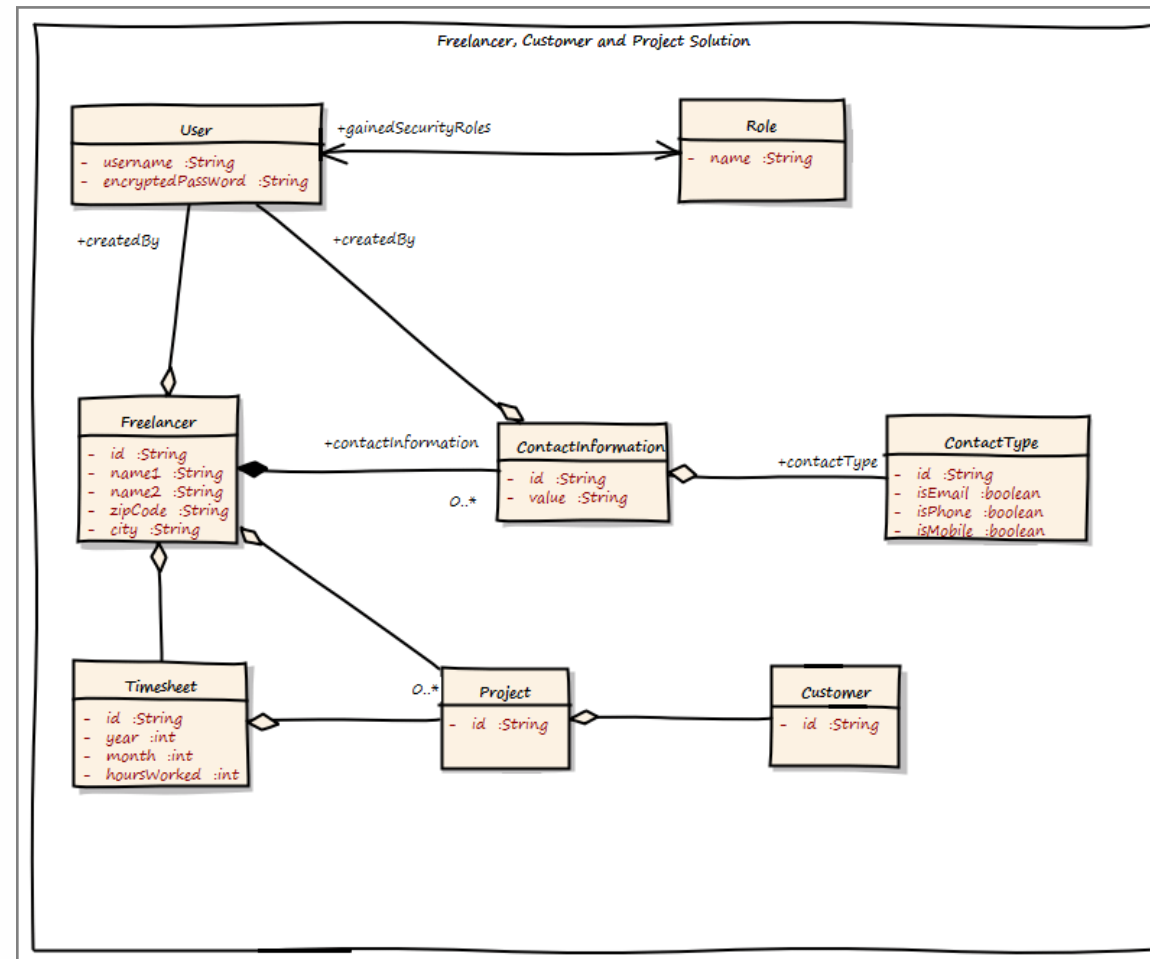 Freelancer, Customer and Project Solution
User
- username :String
- encryptedPassword :String
+gainedSecurityRoles
Role
- name :String
+createdBy
+createdBy
Freelancer
- id :String
- name1 :String
- name2 :String
- zipCode :String
- city :String
+contactInformation
0..*
ContactInformation
- id :String
- value :String
+contactType
ContactType
- id :String
- isEmail :boolean
- isPhone :boolean
- isMobile :boolean
Timesheet
- id :String
- year :int
- month :int
- hoursWorked :int
0..*
Project
- id :String
Customer
- id :String